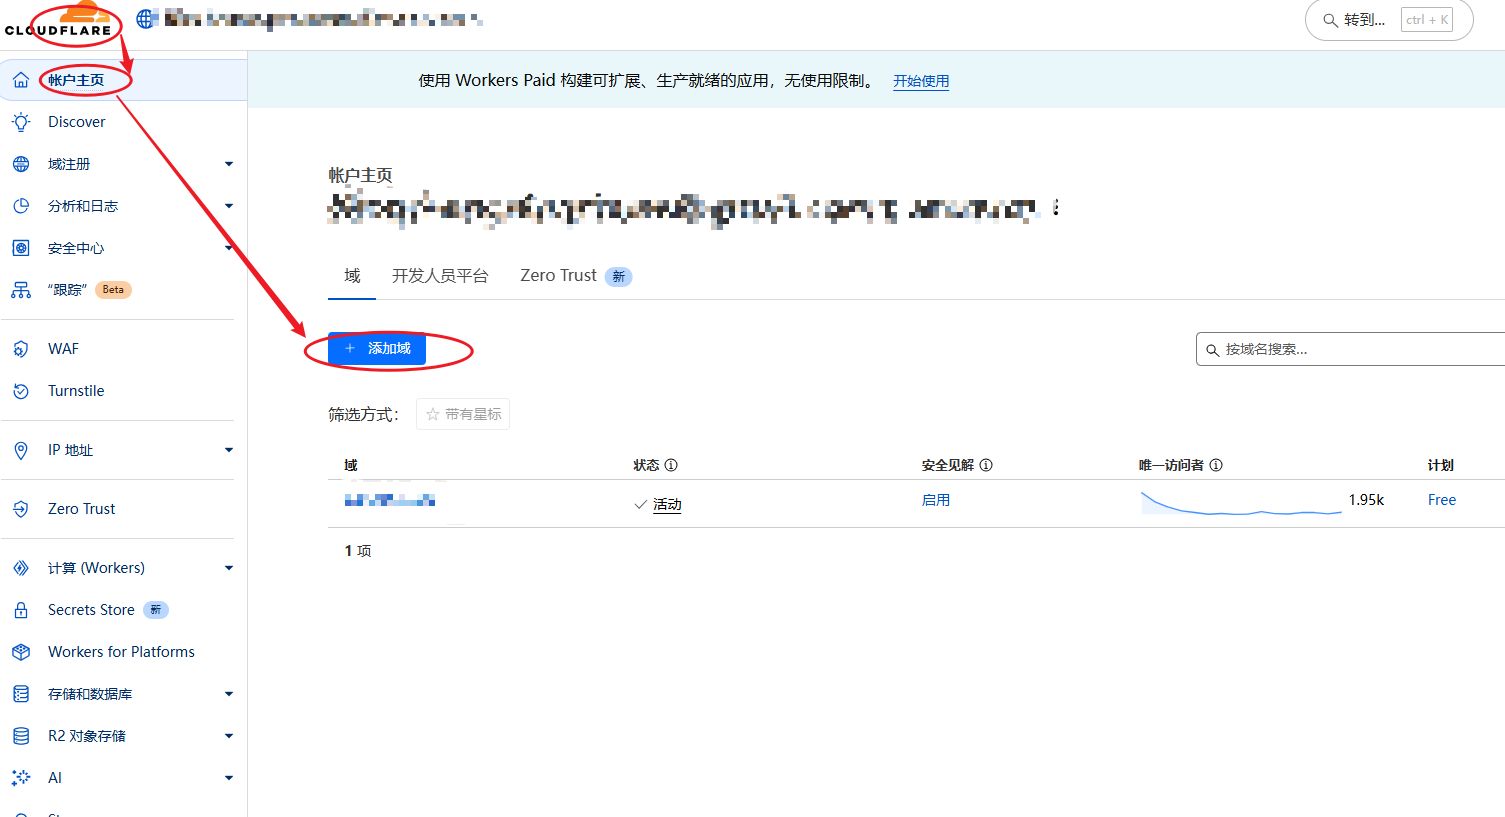 CLOUDFLARE
转到... ctrl + K
帐户主页
Discover
域注册
分析和日志
安全中心
“跟踪” Beta
WAF
Turnstile
IP 地址
Zero Trust
计算 (Workers)
Secrets Store 新
Workers for Platforms
存储和数据库
R2 对象存储
AI
使用 Workers Paid 构建可扩展、生产就绪的应用，无使用限制。 开始使用
帐户主页
域 开发人员平台 Zero Trust 新
+ 添加域
按域名搜索...
筛选方式： 带有星标
域 状态 安全见解 唯一访问者 计划
活动 启用 1.95k Free
1 项